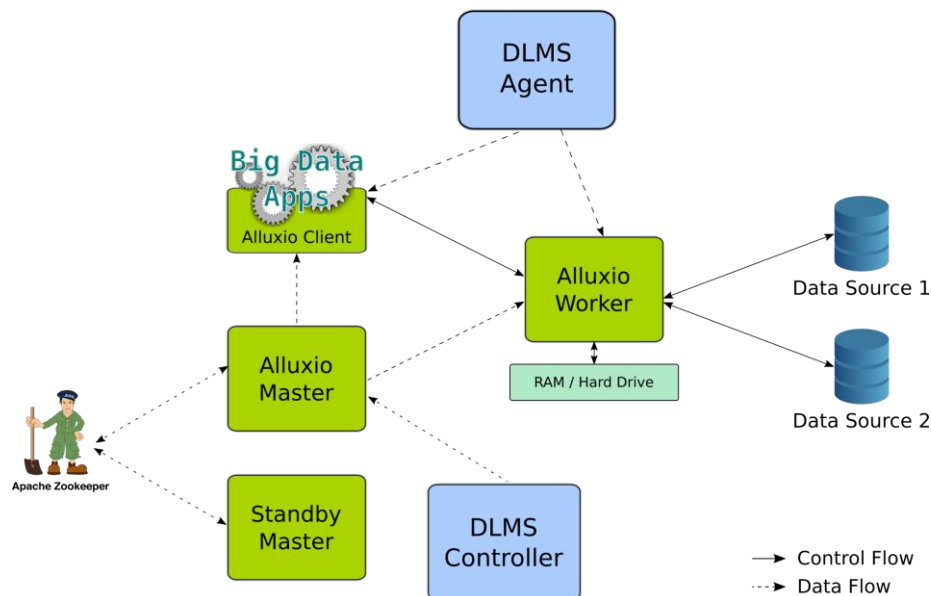 DLMS
Agent
Big Data
Apps
Alluxio Client
Alluxio
Worker
Data Source 1
RAM / Hard Drive
Alluxio
Master
Data Source 2
Apache Zookeeper
Standby
Master
DLMS
Controller
Control Flow
Data Flow